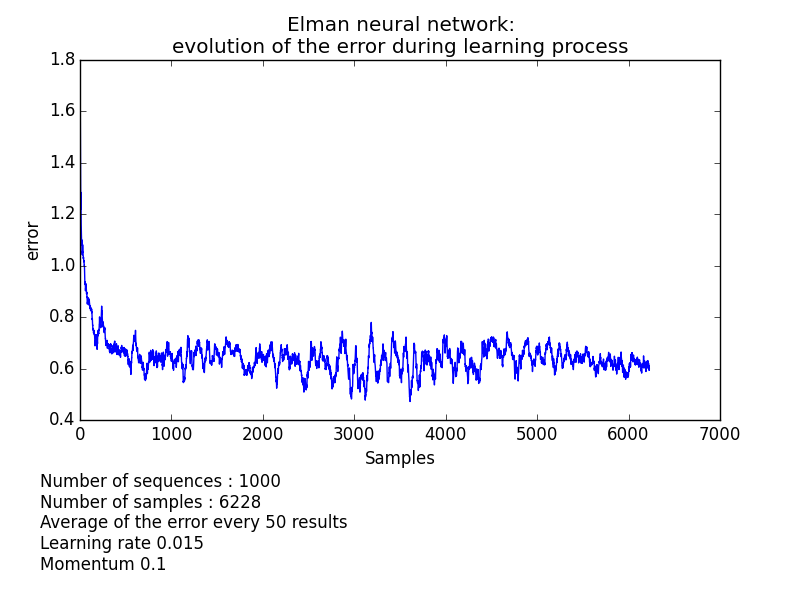 Elman neural network:
evolution of the error during learning process
1.8
1.6
1.4
1.2
1.0
0.8
0.6
0.4
error
0 1000 2000 3000 4000 5000 6000 7000
Samples
Number of sequences : 1000
Number of samples : 6228
Average of the error every 50 results
Learning rate 0.015
Momentum 0.1